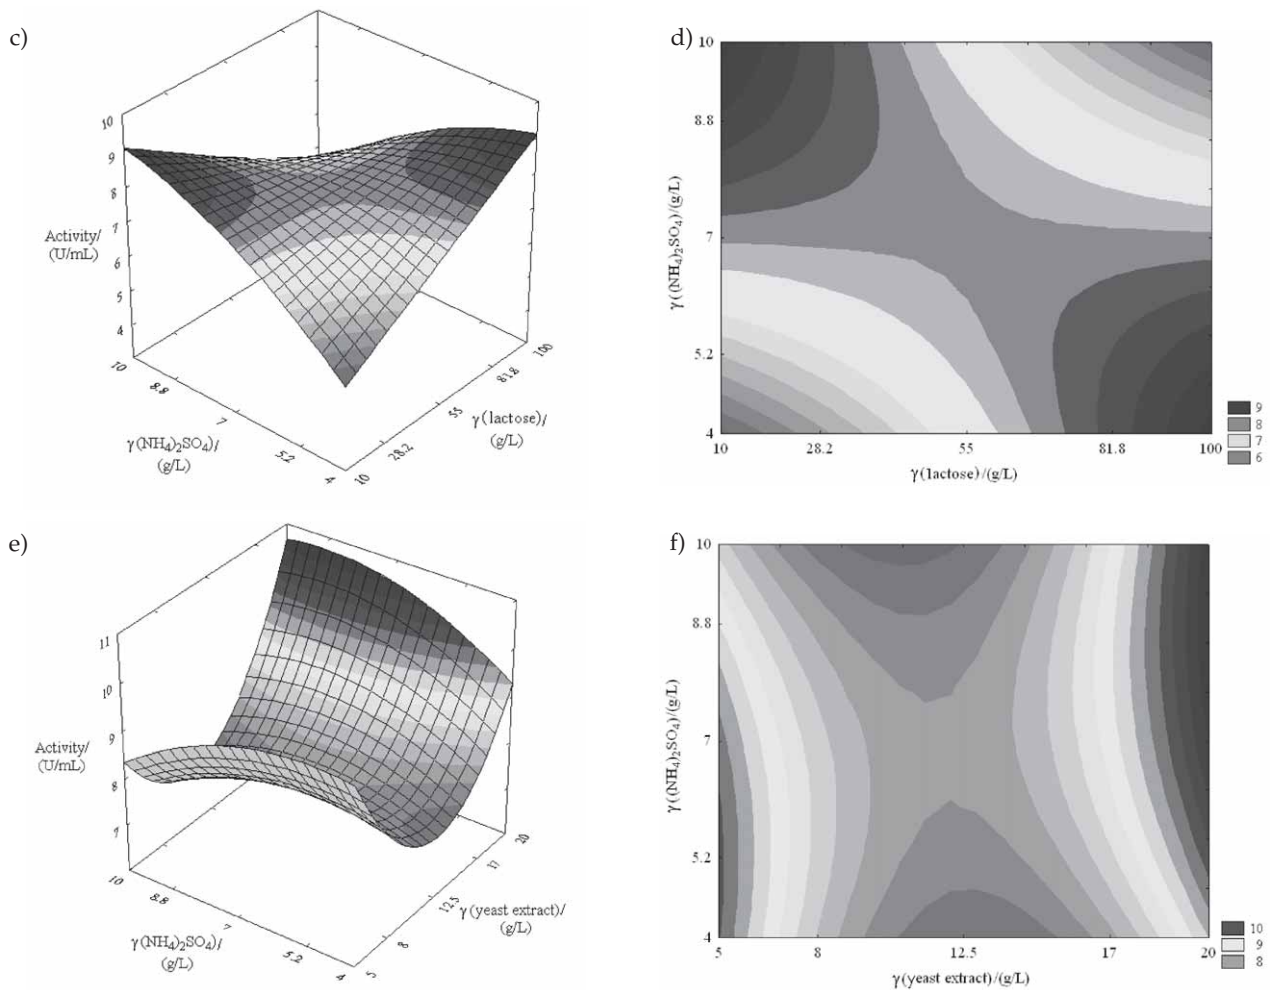 c)
10
9
8
7
6
5
4
Activity/
(U/mL)
10
8.8
7
5.2
4
γ(NH₄)₂SO₄)/
(g/L)
10
28.2
55
81.8
100
γ(lactose)/
(g/L)
d)
10
8.8
7
5.2
4
γ((NH₄)₂SO₄)/(g/L)
10
28.2
55
81.8
100
γ(lactose)/(g/L)
9
8
7
6
e)
11
10
9
8
7
Activity/
(U/mL)
10
8.8
7
5.2
4
γ(NH₄)₂SO₄)/
(g/L)
5
8
12.5
17
20
γ(yeast extract)/
(g/L)
f)
10
8.8
7
5.2
4
γ((NH₄)₂SO₄)/(g/L)
5
8
12.5
17
20
γ(yeast extract)/(g/L)
10
9
8